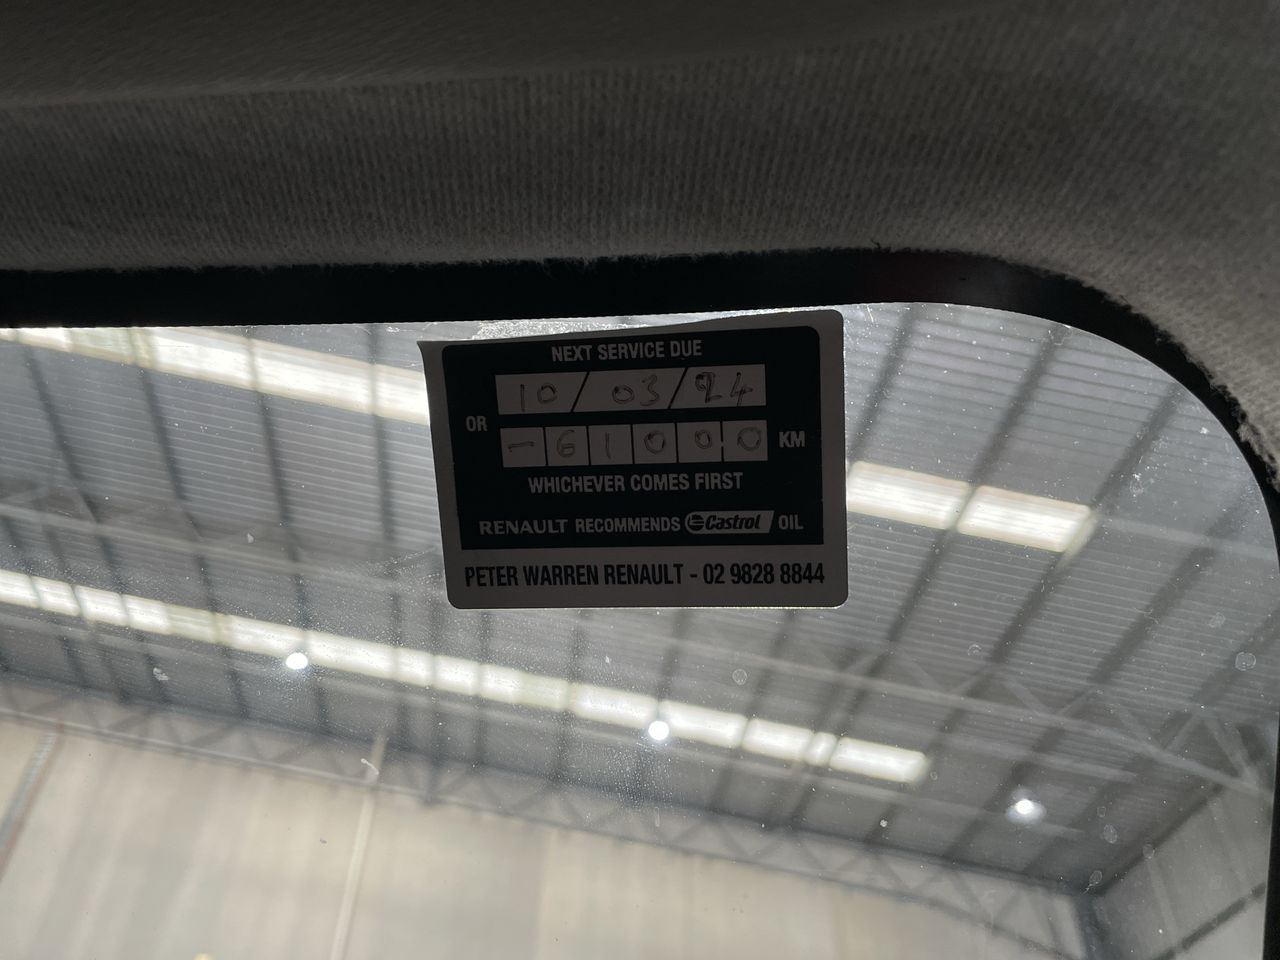 NEXT SERVICE DUE
10/03/24
OR
-61000 KM
WHICHEVER COMES FIRST
RENAULT RECOMMENDS Castrol OIL
PETER WARREN RENAULT - 02 9828 8844